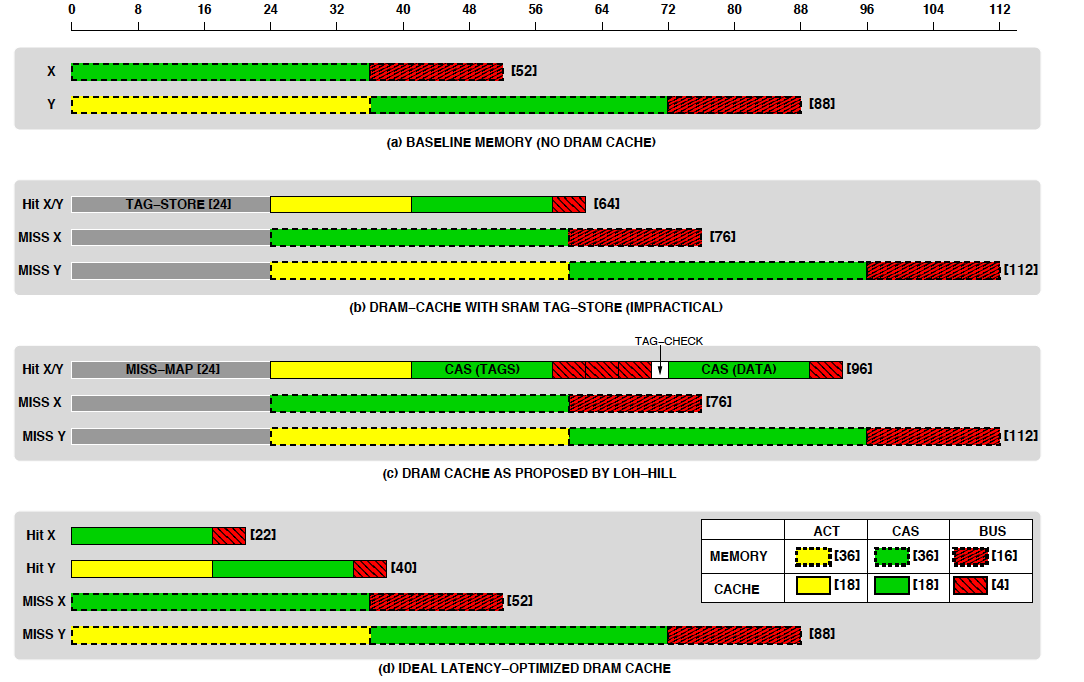 0 8 16 24 32 40 48 56 64 72 80 88 96 104 112
X [52]
Y [88]
(a) BASELINE MEMORY (NO DRAM CACHE)
Hit X/Y TAG–STORE [24] [64]
MISS X [76]
MISS Y [112]
(b) DRAM–CACHE WITH SRAM TAG–STORE (IMPRACTICAL)
TAG–CHECK
Hit X/Y MISS–MAP [24] CAS (TAGS) CAS (DATA) [96]
MISS X [76]
MISS Y [112]
(c) DRAM CACHE AS PROPOSED BY LOH–HILL
Hit X [22]
Hit Y [40]
MISS X [52]
MISS Y [88]
ACT CAS BUS
MEMORY [36] [36] [16]
CACHE [18] [18] [4]
(d) IDEAL LATENCY–OPTIMIZED DRAM CACHE